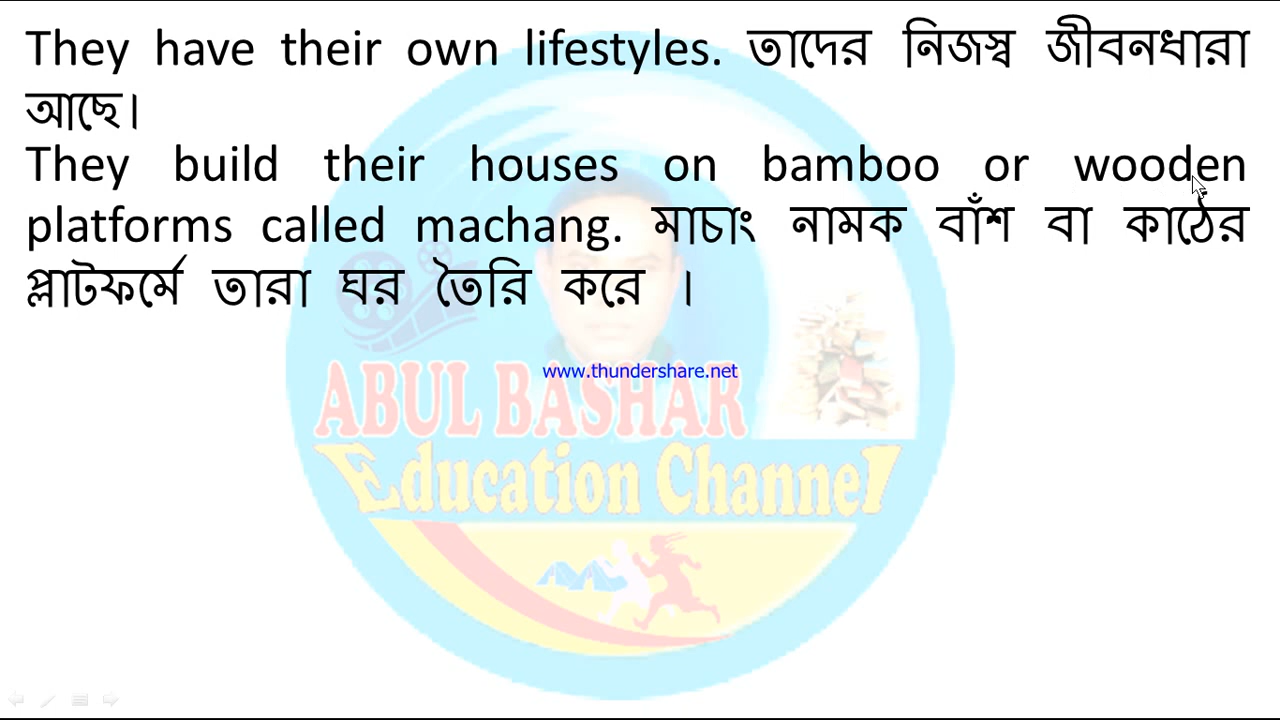 They have their own lifestyles. তাদের নিজস্ব জীবনধারা
আছে।
They build their houses on bamboo or wooden
platforms called machang. মাচাং নামক বাঁশ বা কাঠের
প্লাটফর্মে তারা ঘর তৈরি করে ।
www.thundershare.net
ABUL BASHAR
Education Channel